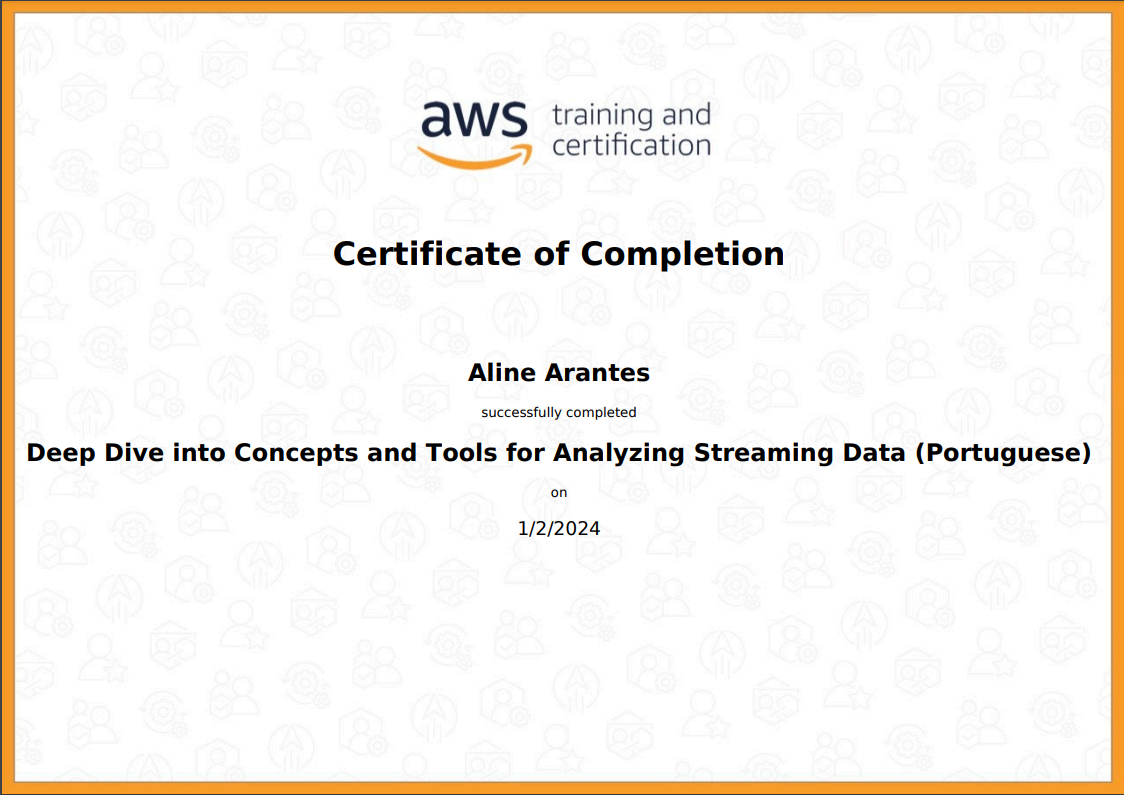 aws training and
certification
Certificate of Completion
Aline Arantes
successfully completed
Deep Dive into Concepts and Tools for Analyzing Streaming Data (Portuguese)
on
1/2/2024